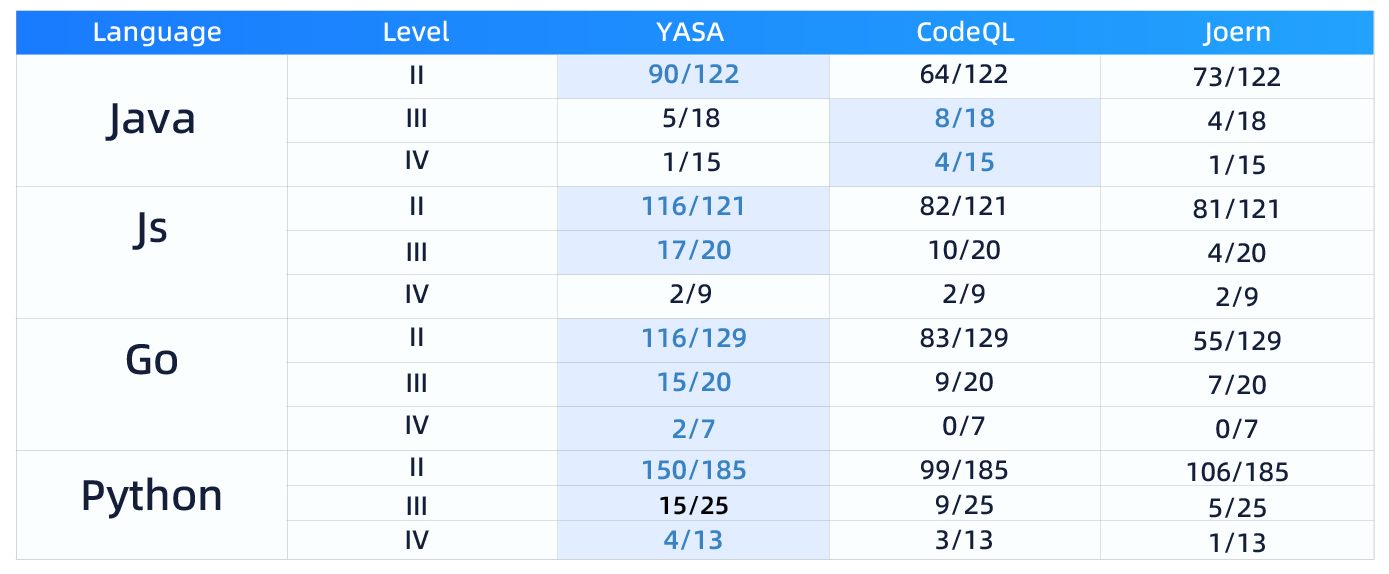 Language Level YASA CodeQL Joern
Java II 90/122 64/122 73/122
III 5/18 8/18 4/18
IV 1/15 4/15 1/15
Js II 116/121 82/121 81/121
III 17/20 10/20 4/20
IV 2/9 2/9 2/9
Go II 116/129 83/129 55/129
III 15/20 9/20 7/20
IV 2/7 0/7 0/7
Python II 150/185 99/185 106/185
III 15/25 9/25 5/25
IV 4/13 3/13 1/13